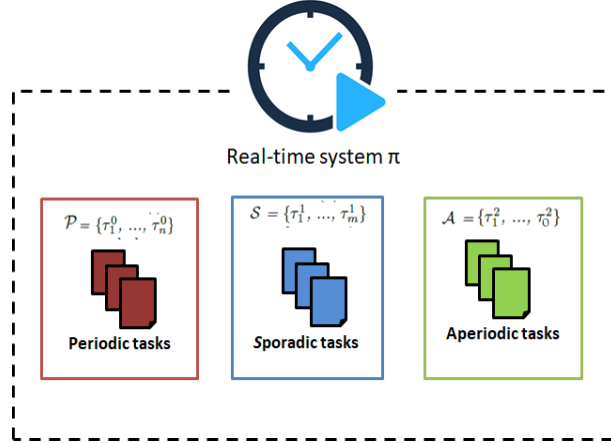 Real-time system π
𝒫 = {τ₁⁰, ..., τₙ⁰}
Periodic tasks
𝒮 = {τ₁¹, ..., τₘ¹}
Sporadic tasks
𝒜 = {τ₁², ..., τ₀²}
Aperiodic tasks